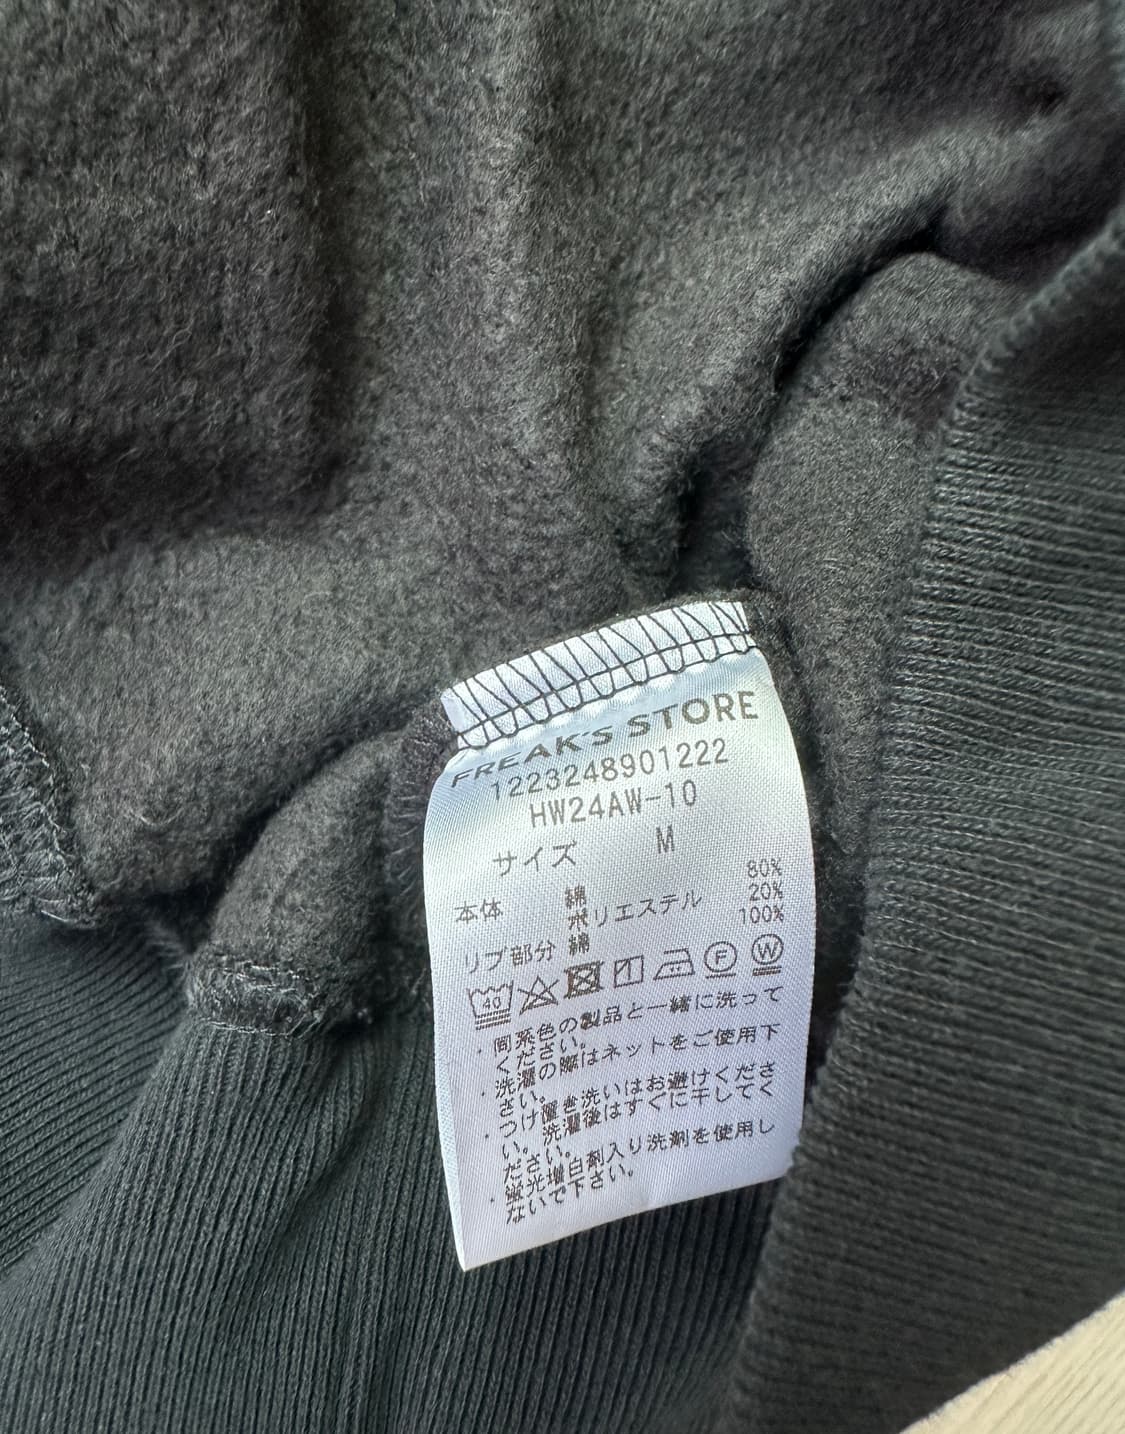 FREAK'S STORE
1223248901222
HW24AW-10
サイズ M
本体 綿 80%
ポリエステル 20%
リブ部分 綿 100%
40 F W
・同系色の製品と一緒に洗って
ください。
・洗濯の際はネットをご使用下
さい。
・つけ置き洗いはお避けくださ
い。洗濯後はすぐに干してく
ださい。
・蛍光増白剤入り洗剤を使用し
ないで下さい。